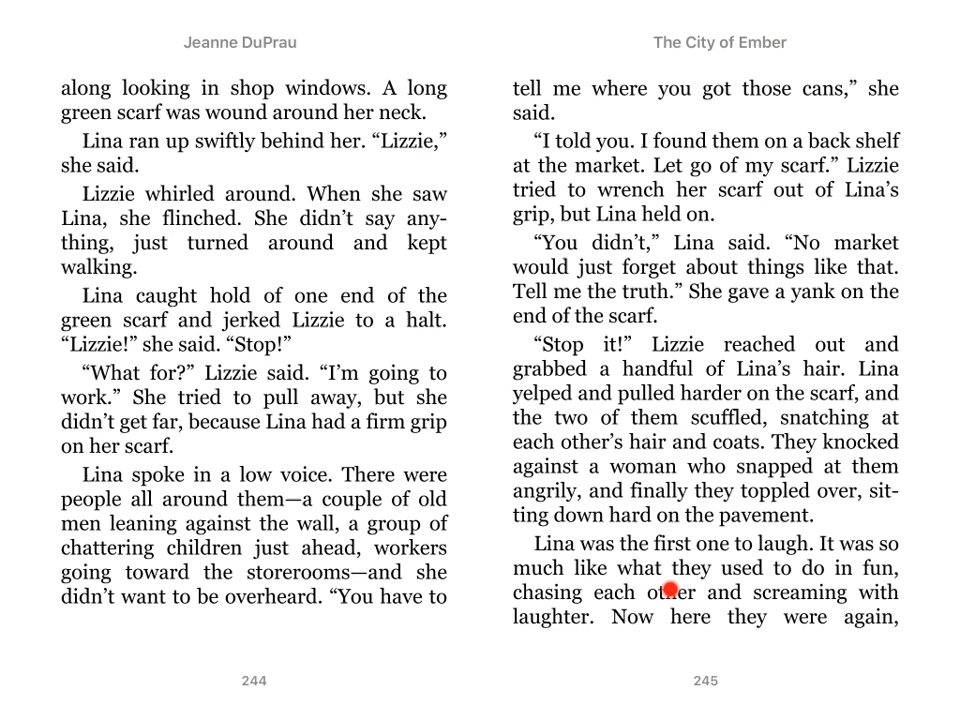 Jeanne DuPrau
along looking in shop windows. A long
green scarf was wound around her neck.
Lina ran up swiftly behind her. “Lizzie,”
she said.
Lizzie whirled around. When she saw
Lina, she flinched. She didn’t say any-
thing, just turned around and kept
walking.
Lina caught hold of one end of the
green scarf and jerked Lizzie to a halt.
“Lizzie!” she said. “Stop!”
“What for?” Lizzie said. “I’m going to
work.” She tried to pull away, but she
didn’t get far, because Lina had a firm grip
on her scarf.
Lina spoke in a low voice. There were
people all around them—a couple of old
men leaning against the wall, a group of
chattering children just ahead, workers
going toward the storerooms—and she
didn’t want to be overheard. “You have to
244
The City of Ember
tell me where you got those cans,” she
said.
“I told you. I found them on a back shelf
at the market. Let go of my scarf.” Lizzie
tried to wrench her scarf out of Lina’s
grip, but Lina held on.
“You didn’t,” Lina said. “No market
would just forget about things like that.
Tell me the truth.” She gave a yank on the
end of the scarf.
“Stop it!” Lizzie reached out and
grabbed a handful of Lina’s hair. Lina
yelped and pulled harder on the scarf, and
the two of them scuffled, snatching at
each other’s hair and coats. They knocked
against a woman who snapped at them
angrily, and finally they toppled over, sit-
ting down hard on the pavement.
Lina was the first one to laugh. It was so
much like what they used to do in fun,
chasing each other and screaming with
laughter. Now here they were again,
245